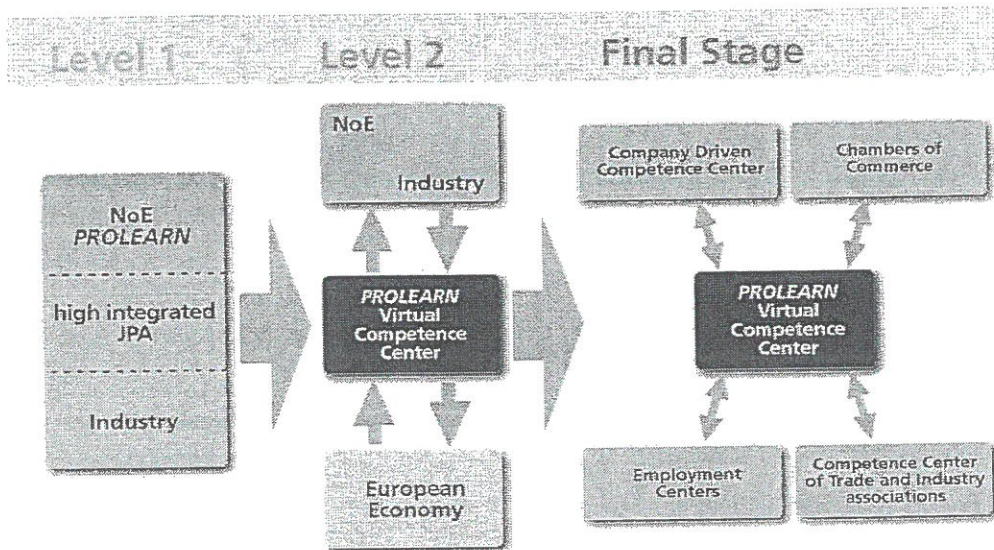 Level 1
Level 2
Final Stage
NoE
PROLEARN
high integrated
JPA
Industry
NoE
Industry
PROLEARN
Virtual
Competence
Center
European
Economy
Company Driven
Competence Center
Chambers of
Commerce
PROLEARN
Virtual
Competence
Center
Employment
Centers
Competence Center
of Trade and Industry
associations